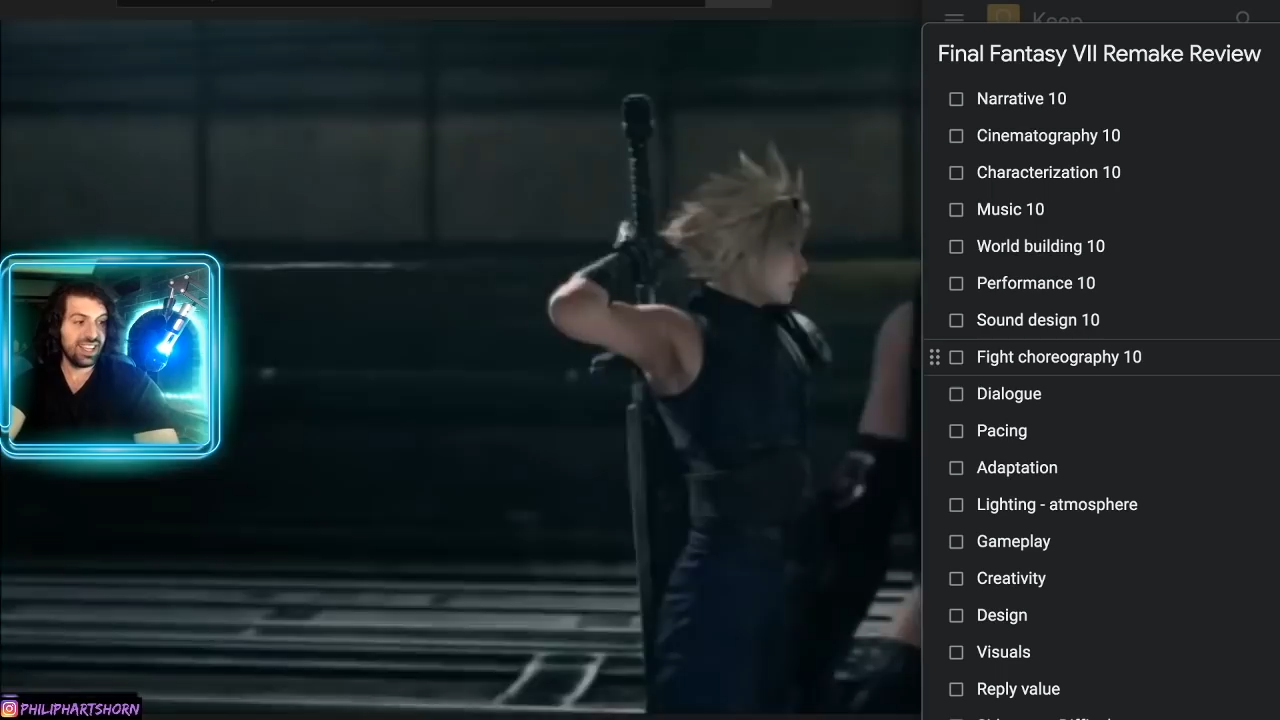 Keep
Final Fantasy VII Remake Review
Narrative 10
Cinematography 10
Characterization 10
Music 10
World building 10
Performance 10
Sound design 10
Fight choreography 10
Dialogue
Pacing
Adaptation
Lighting - atmosphere
Gameplay
Creativity
Design
Visuals
Reply value
PHILIPHARTSHORN